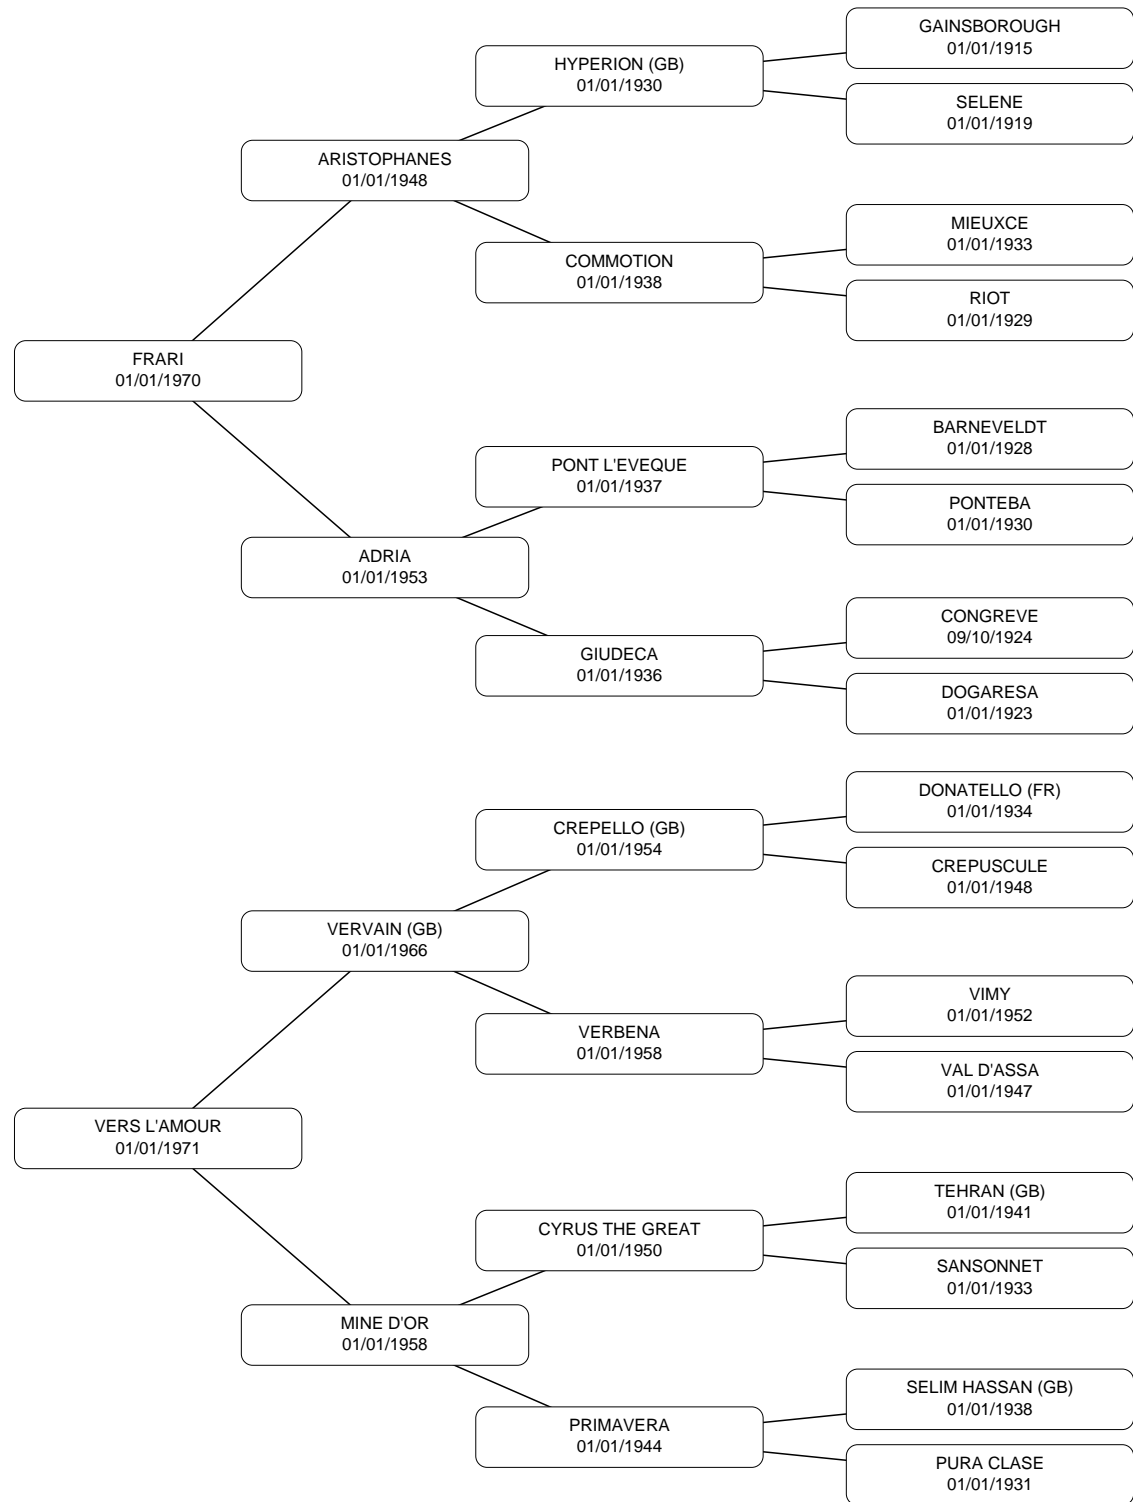 GAINSBOROUGH
01/01/1915
HYPERION (GB)
01/01/1930
SELENE
01/01/1919
ARISTOPHANES
01/01/1948
MIEUXCE
01/01/1933
COMMOTION
01/01/1938
RIOT
01/01/1929
FRARI
01/01/1970
BARNEVELDT
01/01/1928
PONT L'EVEQUE
01/01/1937
PONTEBA
01/01/1930
ADRIA
01/01/1953
CONGREVE
09/10/1924
GIUDECA
01/01/1936
DOGARESA
01/01/1923
DONATELLO (FR)
01/01/1934
CREPELLO (GB)
01/01/1954
CREPUSCULE
01/01/1948
VERVAIN (GB)
01/01/1966
VIMY
01/01/1952
VERBENA
01/01/1958
VAL D'ASSA
01/01/1947
VERS L'AMOUR
01/01/1971
TEHRAN (GB)
01/01/1941
CYRUS THE GREAT
01/01/1950
SANSONNET
01/01/1933
MINE D'OR
01/01/1958
SELIM HASSAN (GB)
01/01/1938
PRIMAVERA
01/01/1944
PURA CLASE
01/01/1931